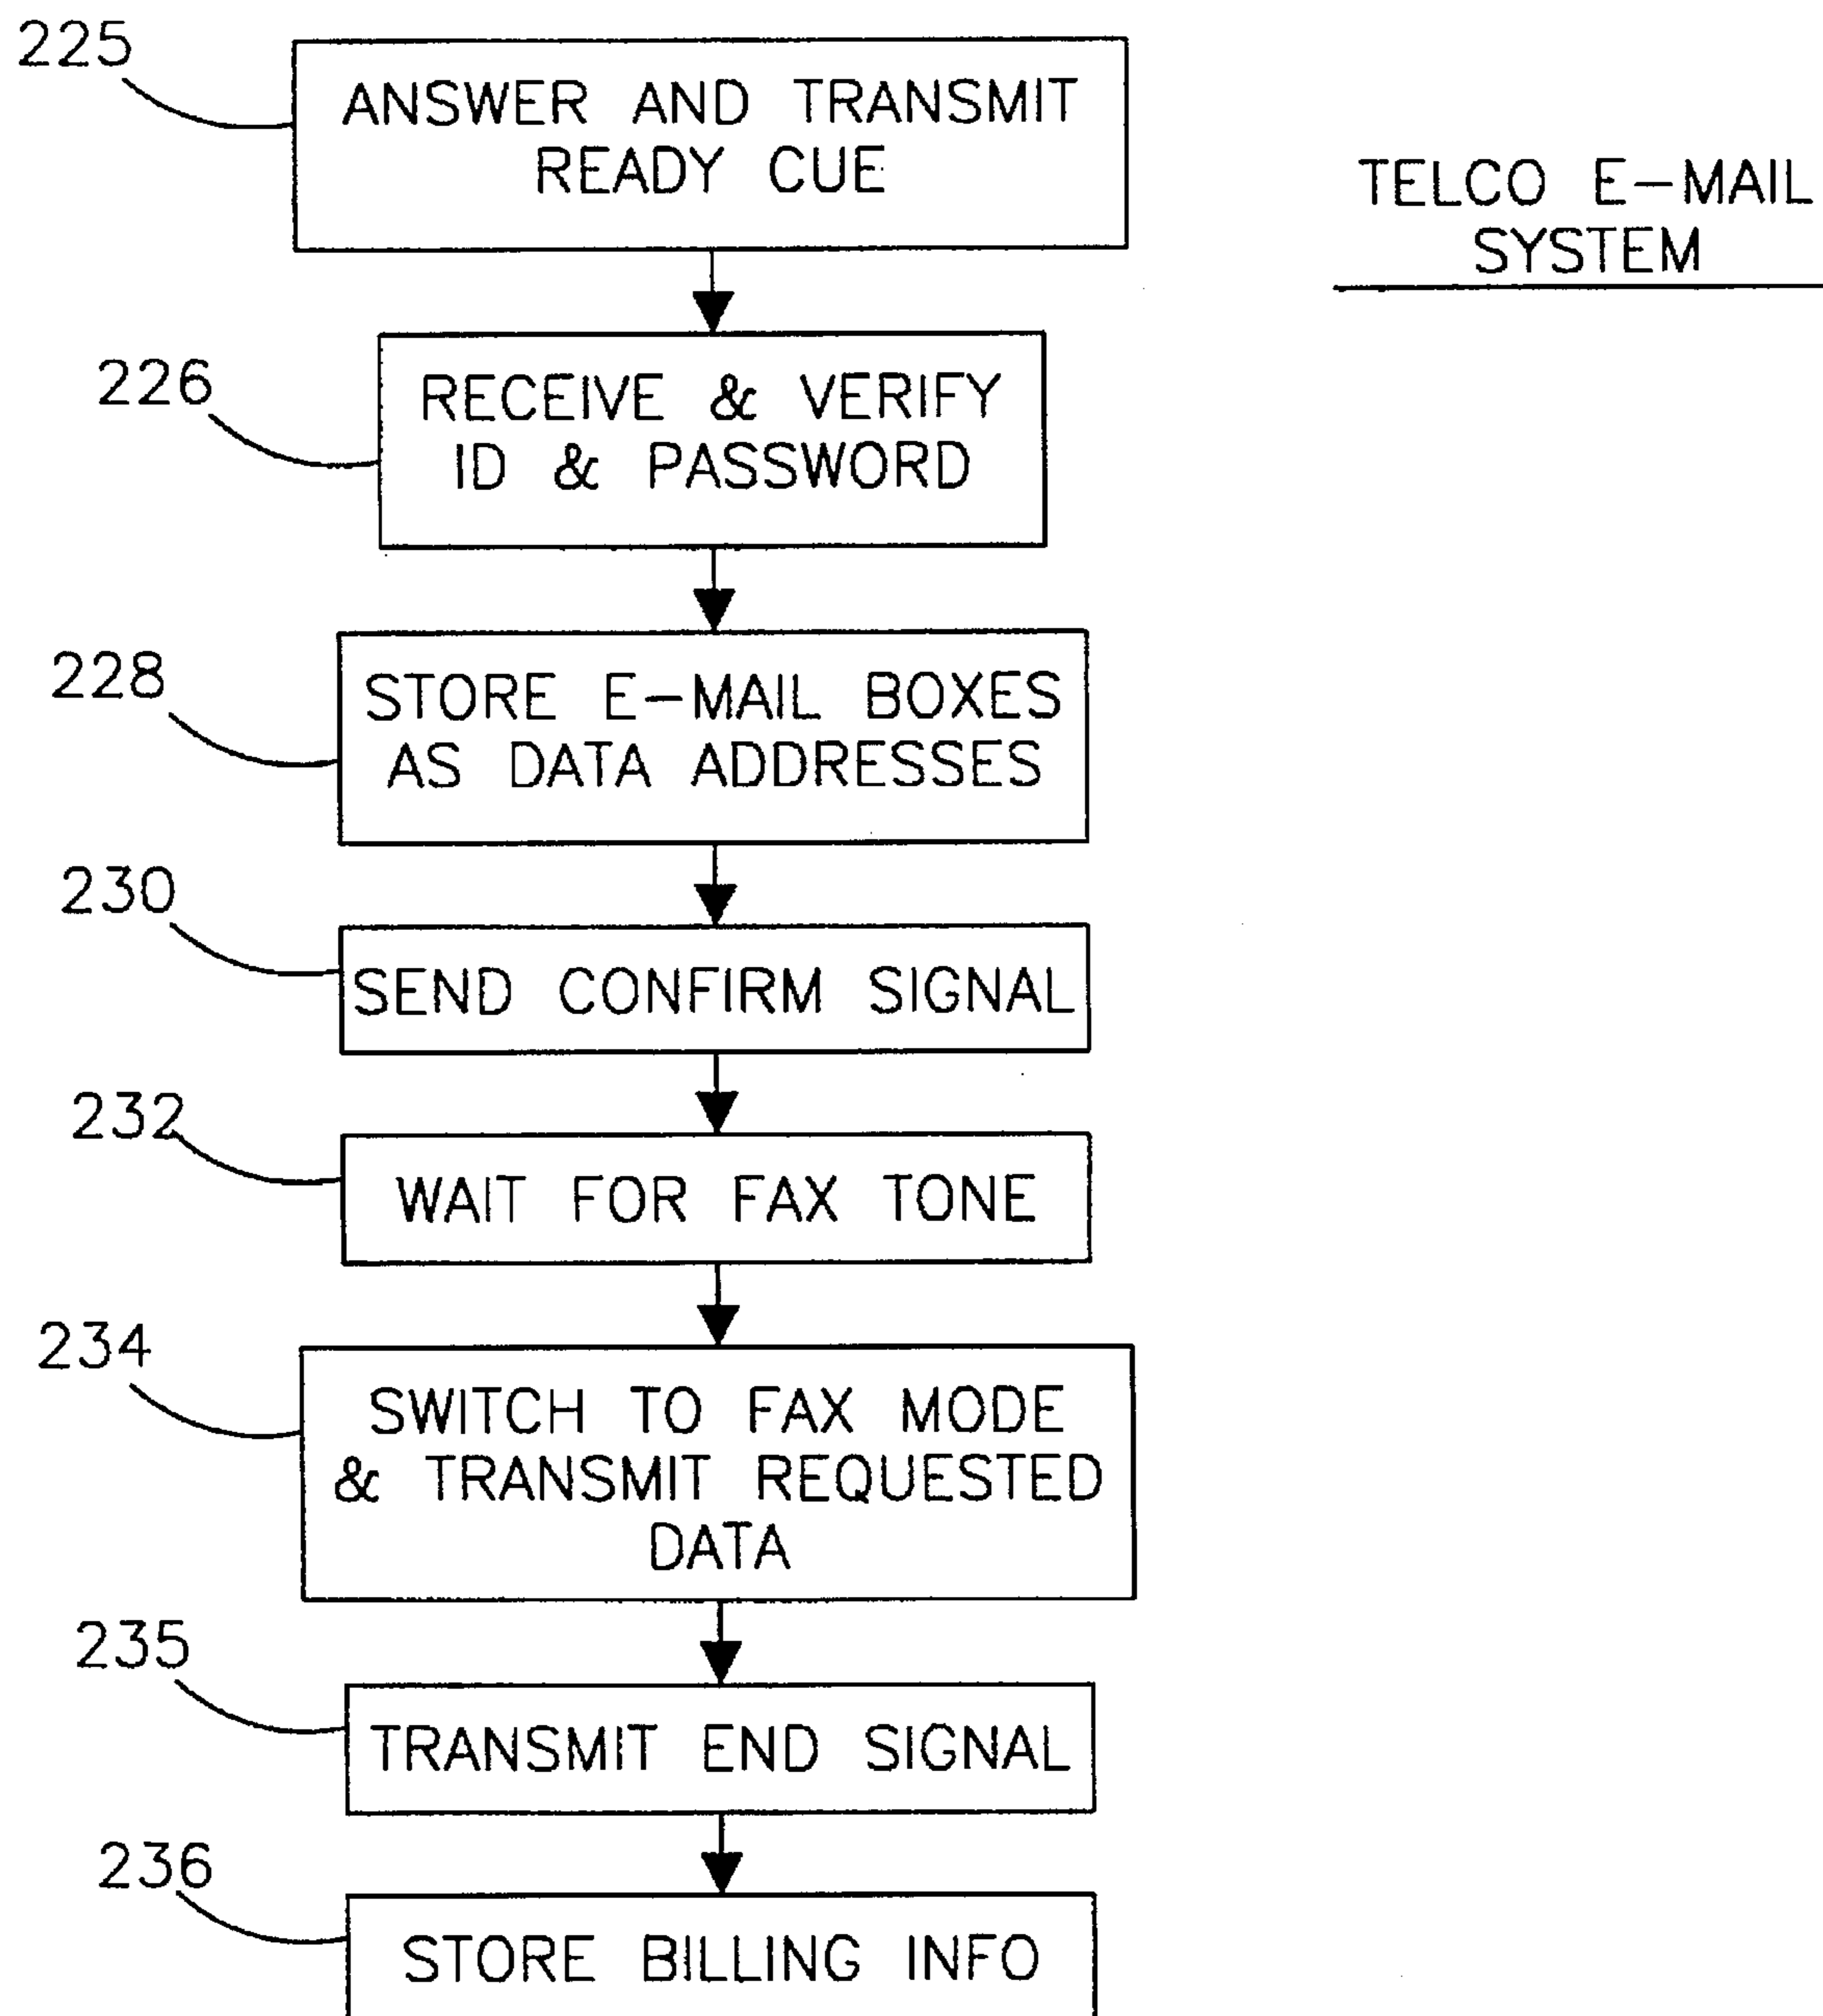 225
ANSWER AND TRANSMIT
READY CUE
TELCO E-MAIL
SYSTEM
226
RECEIVE & VERIFY
ID & PASSWORD
228
STORE E-MAIL BOXES
AS DATA ADDRESSES
230
SEND CONFIRM SIGNAL
232
WAIT FOR FAX TONE
234
SWITCH TO FAX MODE
& TRANSMIT REQUESTED
DATA
235
TRANSMIT END SIGNAL
236
STORE BILLING INFO